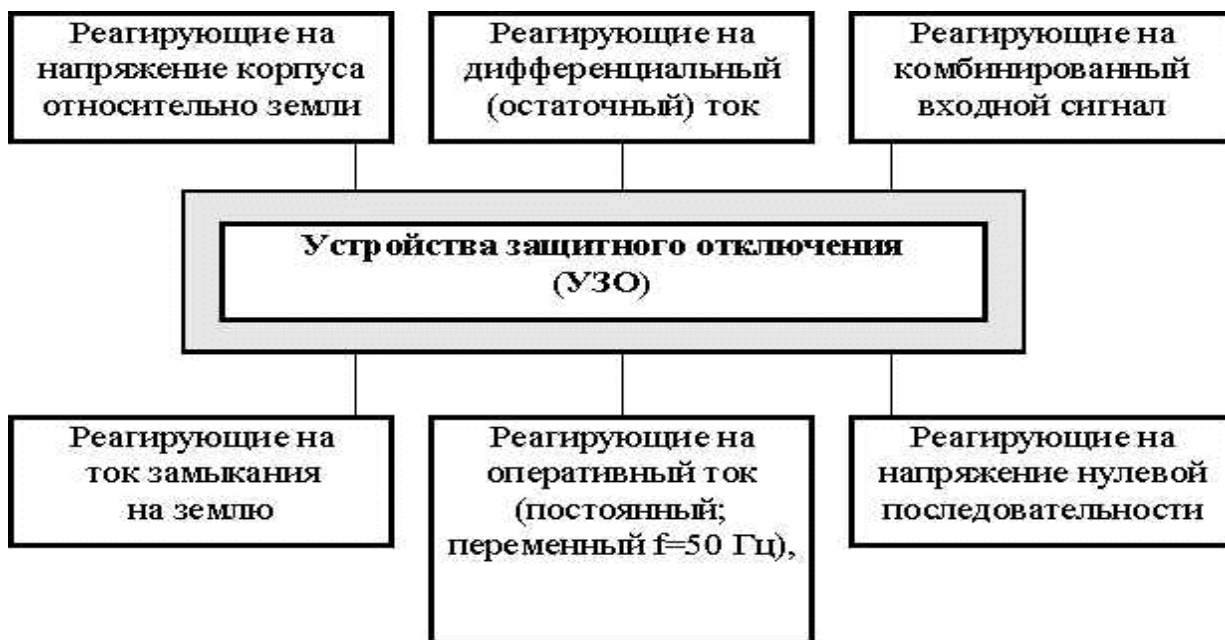 Реагирующие на
напряжение корпуса
относительно земли
Реагирующие на
дифференциальный
(остаточный) ток
Реагирующие на
комбинированный
входной сигнал
Устройства защитного отключения
(УЗО)
Реагирующие на
ток замыкания
на землю
Реагирующие на
оперативный ток
(постоянный;
переменный f=50 Гц),
Реагирующие на
напряжение нулевой
последовательности